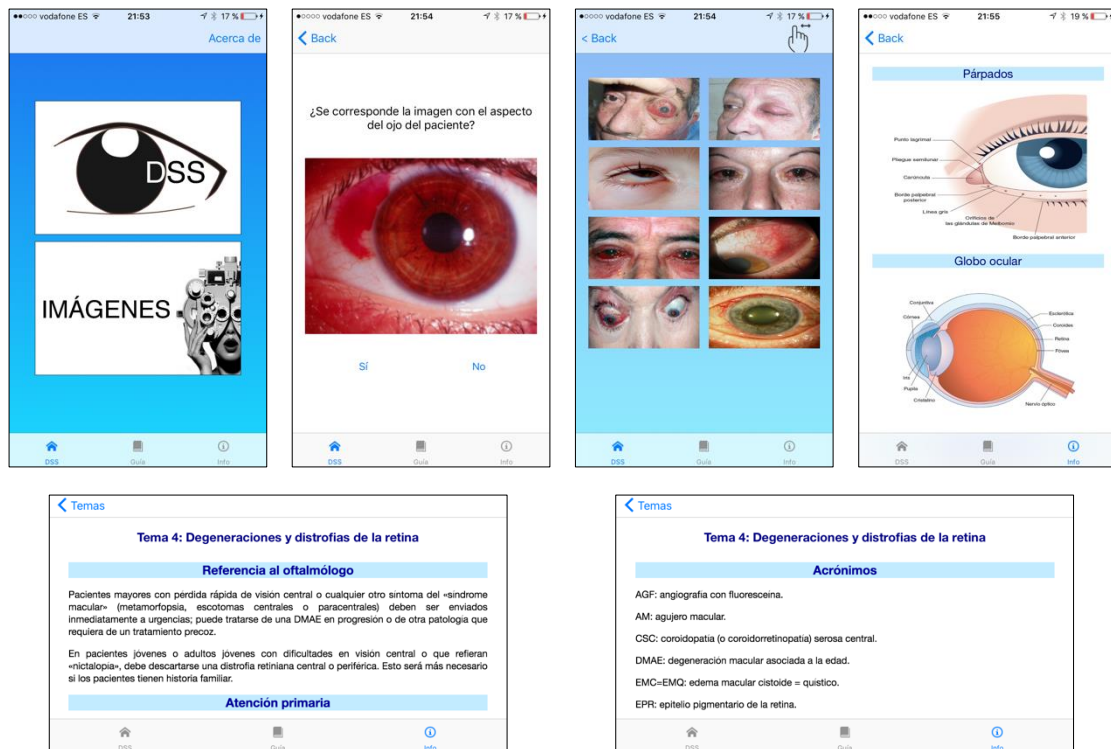 ●●○○○ vodafone ES 21:53 17 %
Acerca de
DSS
IMÁGENES
DSS Guía Info
●●○○○ vodafone ES 21:54 17 %
Back
¿Se corresponde la imagen con el aspecto
del ojo del paciente?
Sí No
DSS Guía Info
●●○○○ vodafone ES 21:54 17 %
< Back
DSS Guía Info
●●○○○ vodafone ES 21:55 19 %
Back
Párpados
Punto lagrimal
Pliegue semilunar
Carúncula
Borde palpebral
posterior
Línea gris
Orificios de
las glándulas de Meibomio
Borde palpebral anterior
Globo ocular
Conjuntiva
Córnea
Iris
Pupila
Cristalino
Esclerótica
Coroides
Retina
Fóvea
Nervio óptico
DSS Guía Info
Temas
Tema 4: Degeneraciones y distrofias de la retina
Referencia al oftalmólogo
Pacientes mayores con pérdida rápida de visión central o cualquier otro síntoma del «síndrome
macular» (metamorfopsia, escotomas centrales o paracentrales) deben ser enviados
inmediatamente a urgencias; puede tratarse de una DMAE en progresión o de otra patología que
requiera de un tratamiento precoz.
En pacientes jóvenes o adultos jóvenes con dificultades en visión central o que refieran
«nictalopia», debe descartarse una distrofia retiniana central o periférica. Esto será más necesario
si los pacientes tienen historia familiar.
Atención primaria
DSS Guía Info
Temas
Tema 4: Degeneraciones y distrofias de la retina
Acrónimos
AGF: angiografía con fluoresceina.
AM: agujero macular.
CSC: coroidopatía (o coroidorretinopatía) serosa central.
DMAE: degeneración macular asociada a la edad.
EMC=EMQ: edema macular cistoide = quístico.
EPR: epitelio pigmentario de la retina.
DSS Guía Info